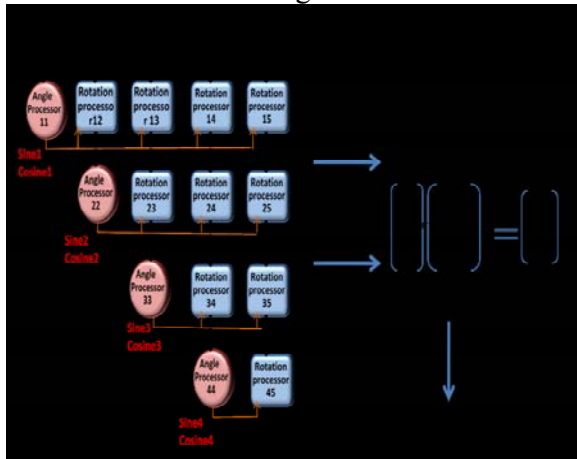 Angle Processor 11
Rotation processo r12
Rotation processo r 13
Rotation processor 14
Rotation processor 15
Sine1
Cosine1
Angle Processor 22
Rotation processor 23
Rotation processor 24
Rotation processor 25
Sine2
Cosine2
Angle Processor 33
Rotation processor 34
Rotation processor 35
Sine3
Cosine3
Angle Processor 44
Rotation processor 45
Sine4
Cosine4
=